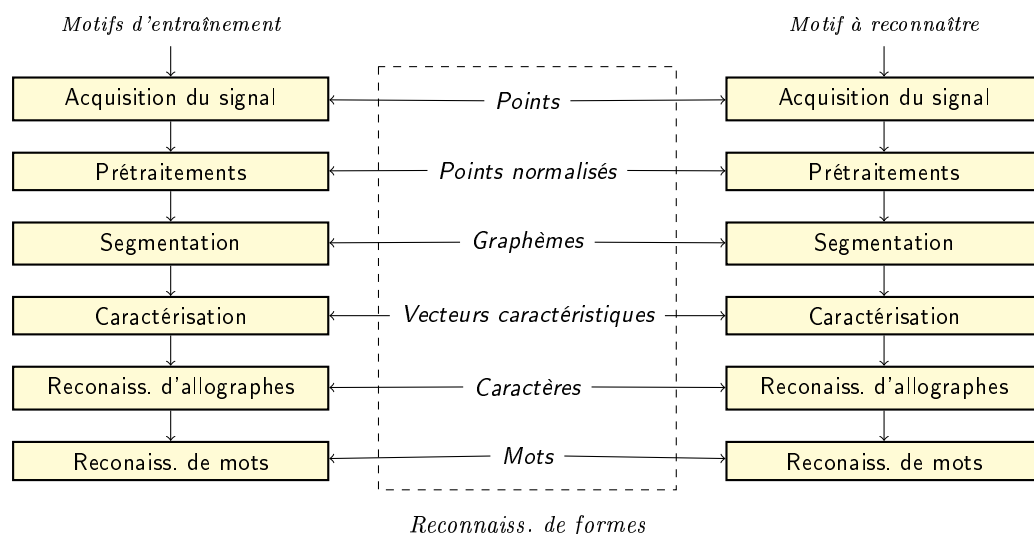 Motifs d'entraînement
Motif à reconnaître
Acquisition du signal
Points
Acquisition du signal
Prétraitements
Points normalisés
Prétraitements
Segmentation
Graphèmes
Segmentation
Caractérisation
Vecteurs caractéristiques
Caractérisation
Reconaiss. d'allographes
Caractères
Reconaiss. d'allographes
Reconaiss. de mots
Mots
Reconaiss. de mots
Reconnaiss. de formes